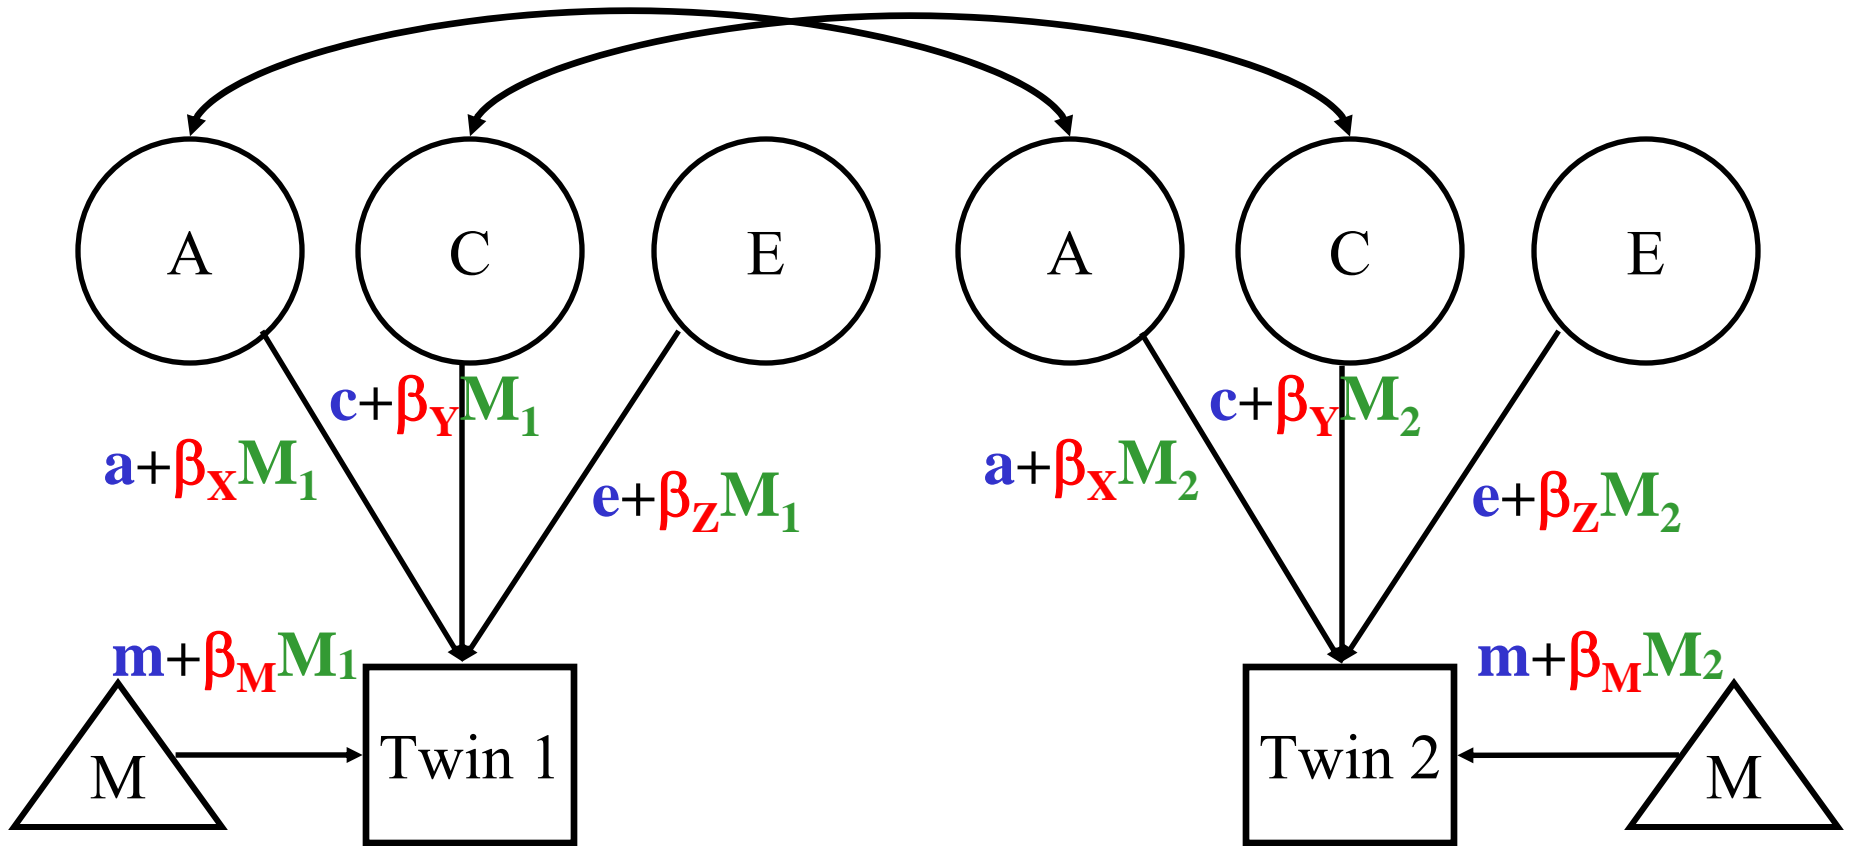 A C E A C E
c+βYM1 c+βYM2
a+βXM1 a+βXM2
e+βZM1 e+βZM2
m+βMM1 m+βMM2
M Twin 1 Twin 2 M